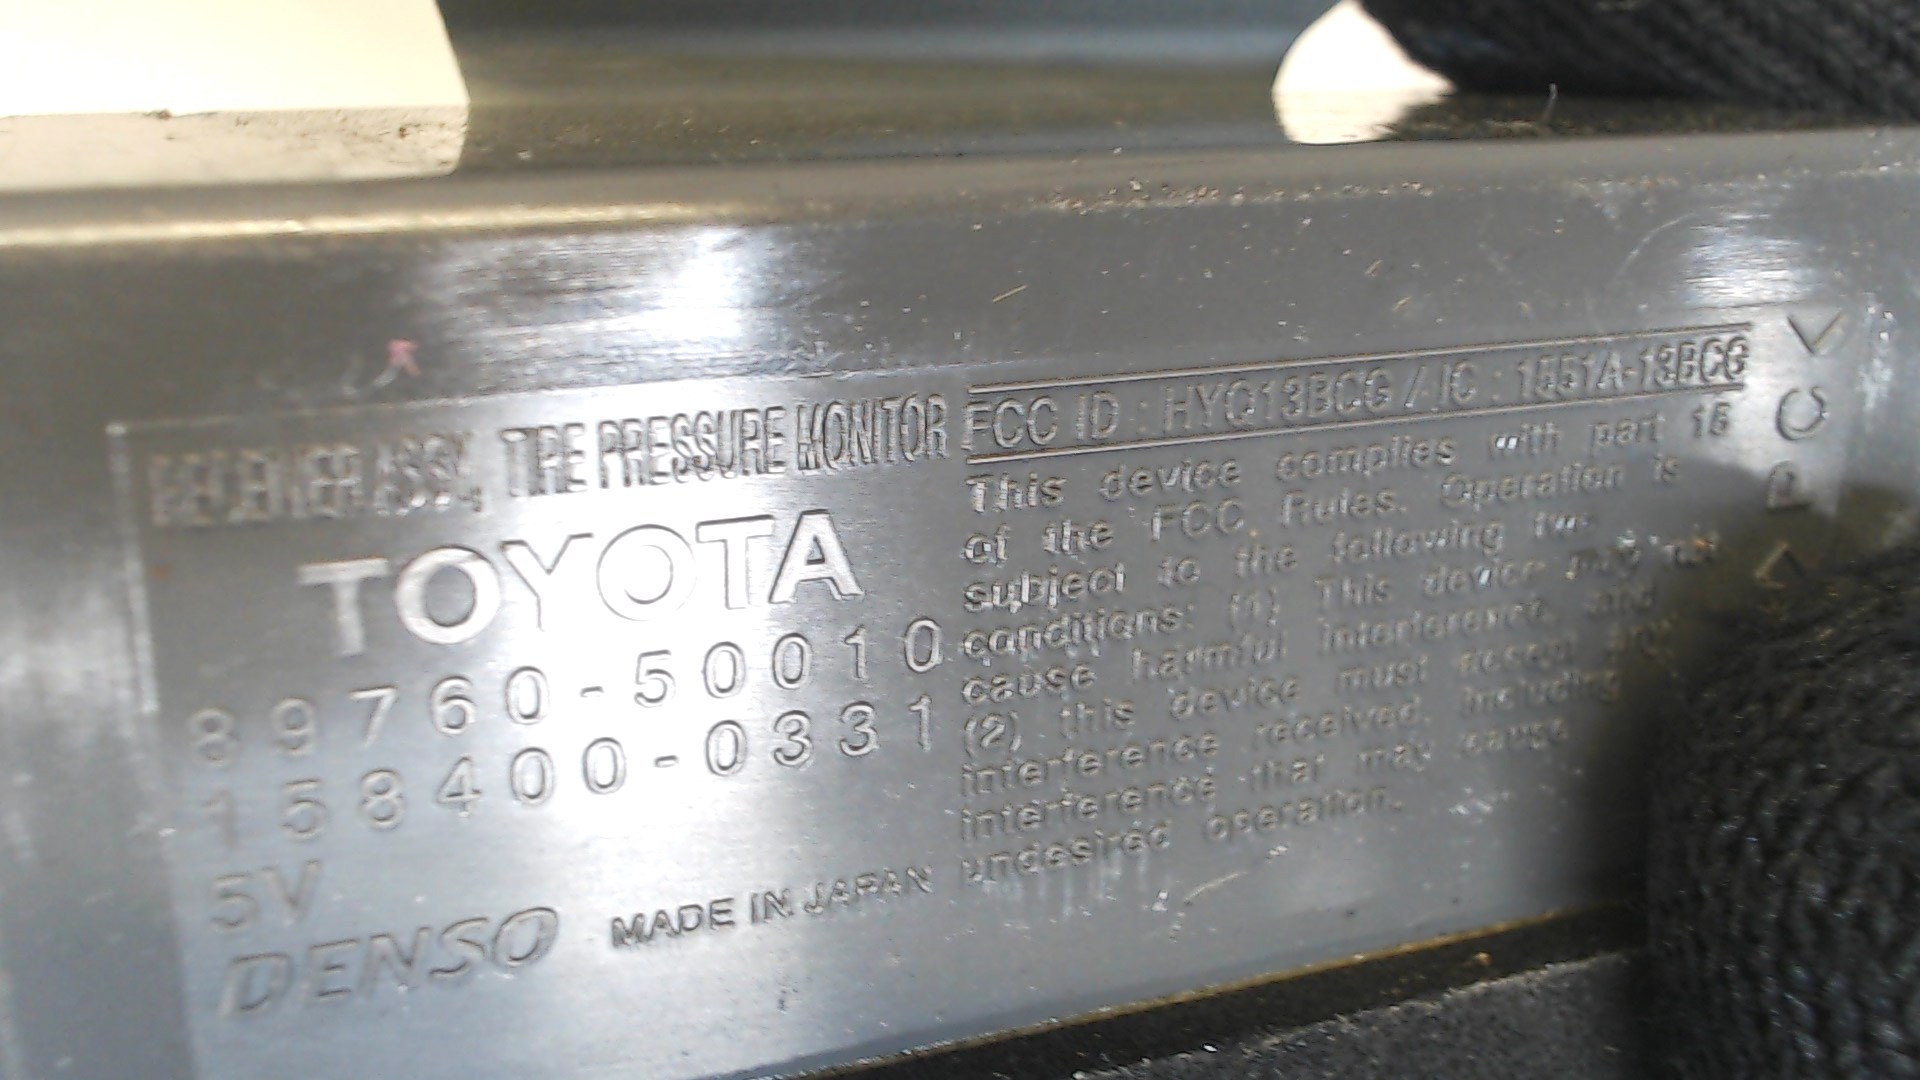 RECEIVER ASSY, TIRE PRESSURE MONITOR
TOYOTA
89760-50010
158400-0331
5V
DENSO MADE IN JAPAN
FCC ID : HYQ13BCG / IC : 1551A-13BCG
This device complies with part 15
of the FCC Rules. Operation is
subject to the following two
conditions: (1) This device may not
cause harmful interference, and
(2) this device must accept any
interference received, including
interference that may cause
undesired operation.